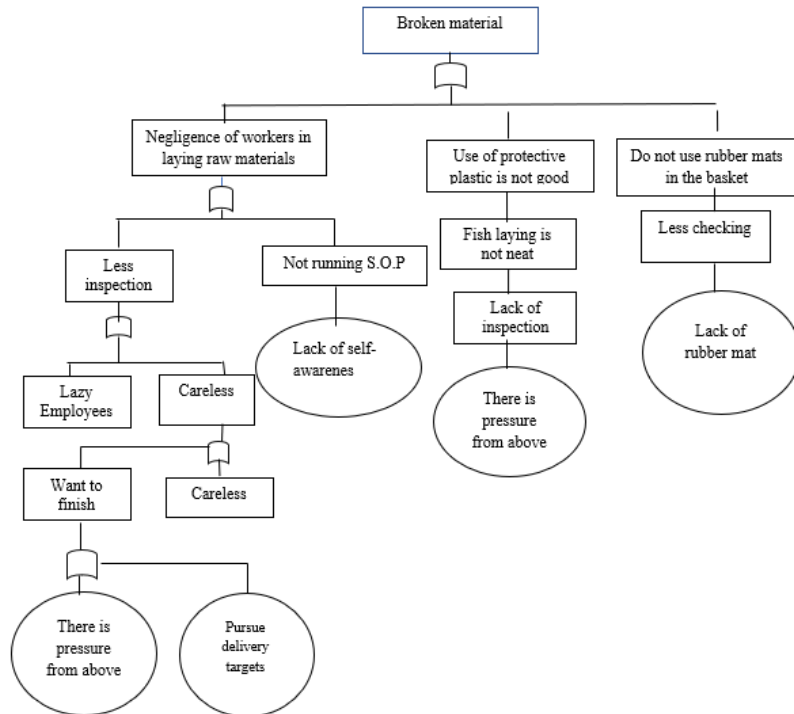 Broken material
Negligence of workers in
laying raw materials
Use of protective
plastic is not good
Do not use rubber mats
in the basket
Less
inspection
Not running S.O.P
Fish laying is
not neat
Less checking
Lazy
Employees
Careless
Lack of self-
awarenes
Lack of
inspection
Lack of
rubber mat
Want to
finish
Careless
There is
pressure
from above
There is
pressure
from above
Pursue
delivery
targets